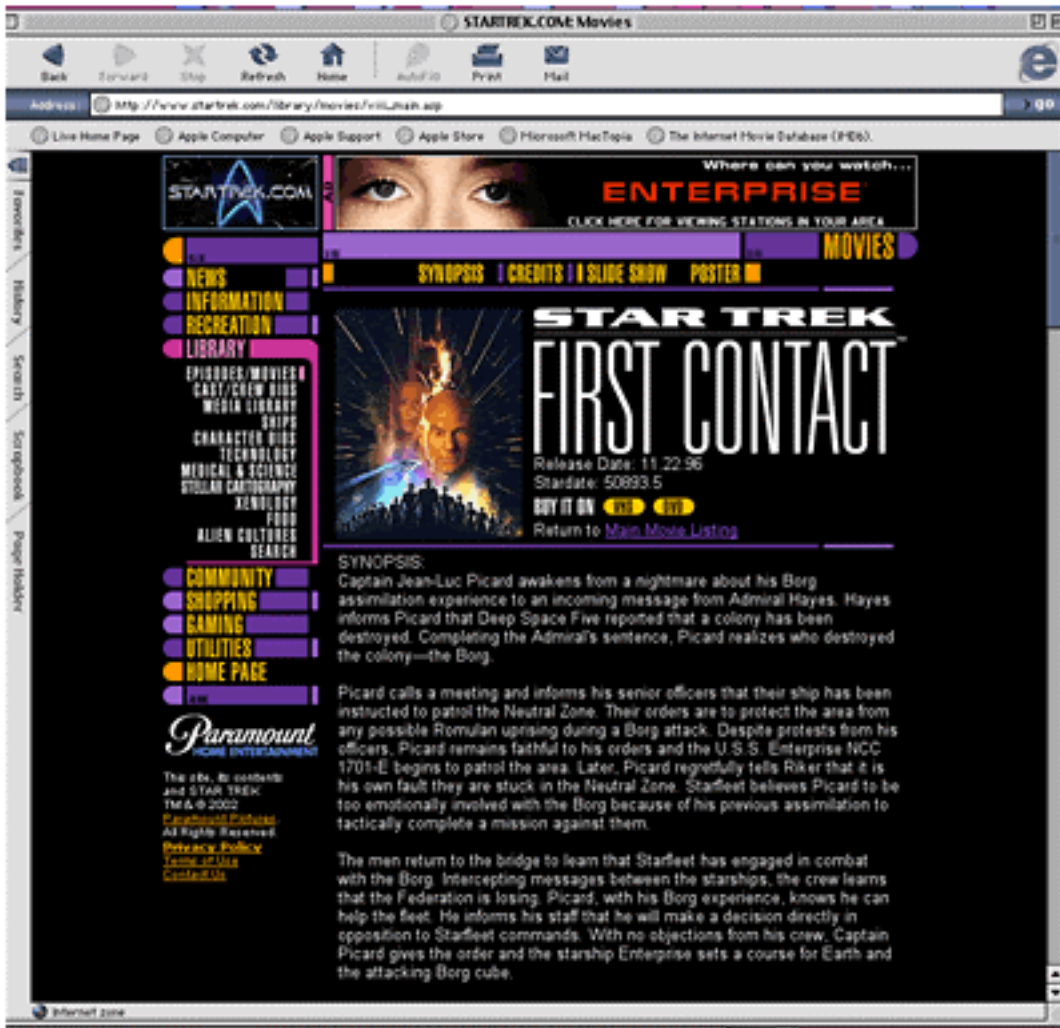 STARTREK.COM: Movies
Back Forward Stop Refresh Home AutoFill Print Mail
Address: http://www.startrek.com/library/movies/viii_main.asp go
Live Home Page Apple Computer Apple Support Apple Store Microsoft MacTopia The Internet Movie Database (IMDb).
Favorites
History
Search
Scrapbook
Page Holder
STARTREK.COM
AD
Where can you watch...
ENTERPRISE
CLICK HERE FOR VIEWING STATIONS IN YOUR AREA
MOVIES
SYNOPSIS CREDITS SLIDE SHOW POSTER
NEWS
INFORMATION
RECREATION
LIBRARY
EPISODES/MOVIES
CAST/CREW BIOS
MEDIA LIBRARY
SHIPS
CHARACTER BIOS
TECHNOLOGY
MEDICAL & SCIENCE
STELLAR CARTOGRAPHY
XENOLOGY
FOOD
ALIEN CULTURES
SEARCH
COMMUNITY
SHOPPING
GAMING
UTILITIES
HOME PAGE
Paramount
HOME ENTERTAINMENT
This site, its contents
and STAR TREK
TM & © 2002
Paramount Pictures.
All Rights Reserved.
Privacy Policy
Terms of Use
Contact Us
STAR TREK
FIRST CONTACT™
Release Date: 11.22.96
Stardate: 50893.5
BUY IT ON VHS DVD
Return to Main Movie Listing
SYNOPSIS:
Captain Jean-Luc Picard awakens from a nightmare about his Borg
assimilation experience to an incoming message from Admiral Hayes. Hayes
informs Picard that Deep Space Five reported that a colony has been
destroyed. Completing the Admiral's sentence, Picard realizes who destroyed
the colony—the Borg.
Picard calls a meeting and informs his senior officers that their ship has been
instructed to patrol the Neutral Zone. Their orders are to protect the area from
any possible Romulan uprising during a Borg attack. Despite protests from his
officers, Picard remains faithful to his orders and the U.S.S. Enterprise NCC
1701-E begins to patrol the area. Later, Picard regretfully tells Riker that it is
his own fault they are stuck in the Neutral Zone. Starfleet believes Picard to be
too emotionally involved with the Borg because of his previous assimilation to
tactically complete a mission against them.
The men return to the bridge to learn that Starfleet has engaged in combat
with the Borg. Intercepting messages between the starships, the crew learns
that the Federation is losing. Picard, with his Borg experience, knows he can
help the fleet. He informs his staff that he will make a decision directly in
opposition to Starfleet commands. With no objections from his crew, Captain
Picard gives the order and the starship Enterprise sets a course for Earth and
the attacking Borg cube.
Internet zone